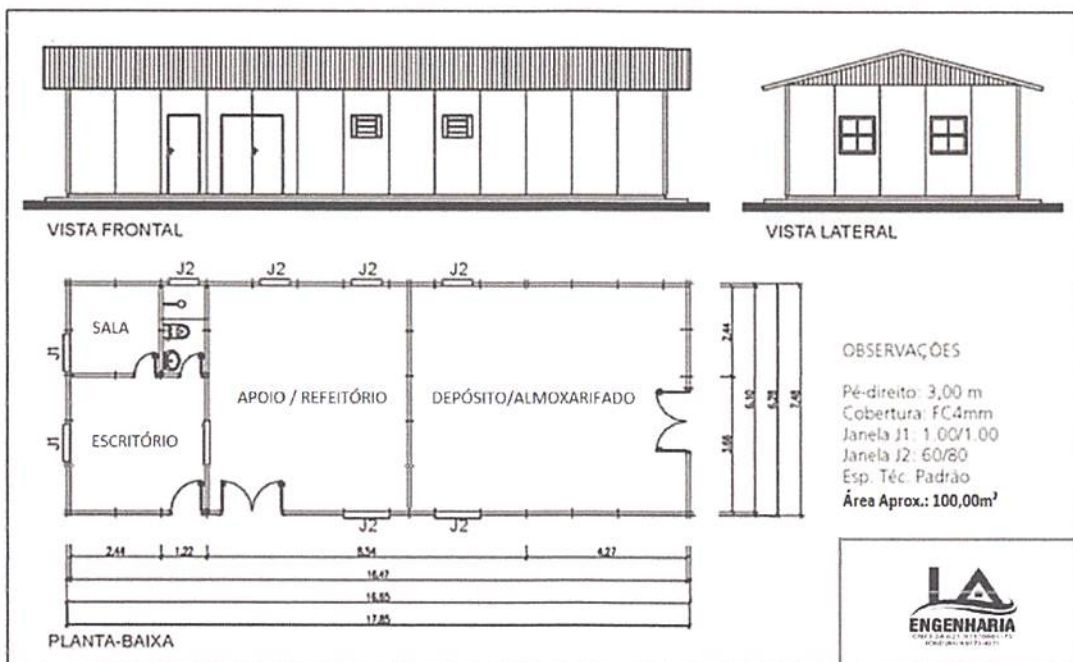 VISTA FRONTAL
VISTA LATERAL
J2 J2 J2 J2
SALA
J1
APOIO / REFEITÓRIO
DEPÓSITO/ALMOXARIFADO
J1
ESCRITÓRIO
J2 J2
2,44
3,66
6,10
6,28
7,48
2,44 1,22 8,54 4,27
16,47
16,65
17,85
PLANTA-BAIXA
OBSERVAÇÕES
Pé-direito: 3,00 m
Cobertura: FC4mm
Janela J1: 1.00/1.00
Janela J2: 60/80
Esp. Téc. Padrão
Área Aprox.: 100,00m²
LA
ENGENHARIA